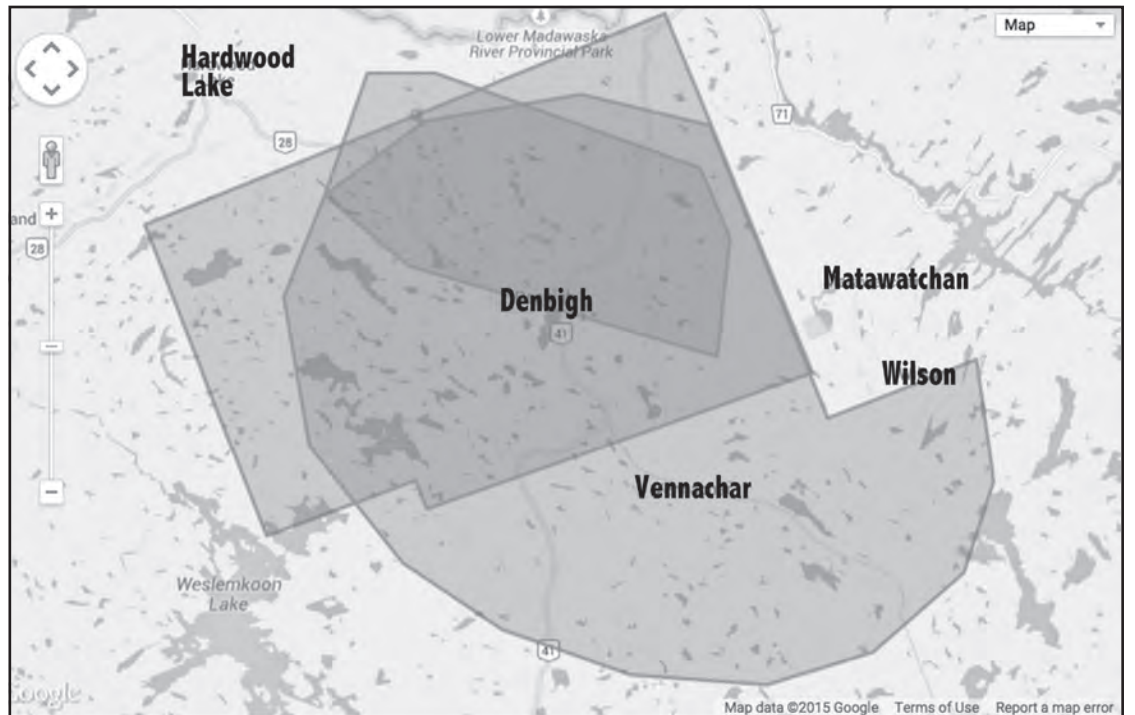 Lower Madawaska
River Provincial Park
Map
Hardwood
Lake
71
28
and
28
Matawatchan
Denbigh
41
Wilson
Vennachar
Weslemkoon
Lake
41
Google
Map data ©2015 Google Terms of Use Report a map error